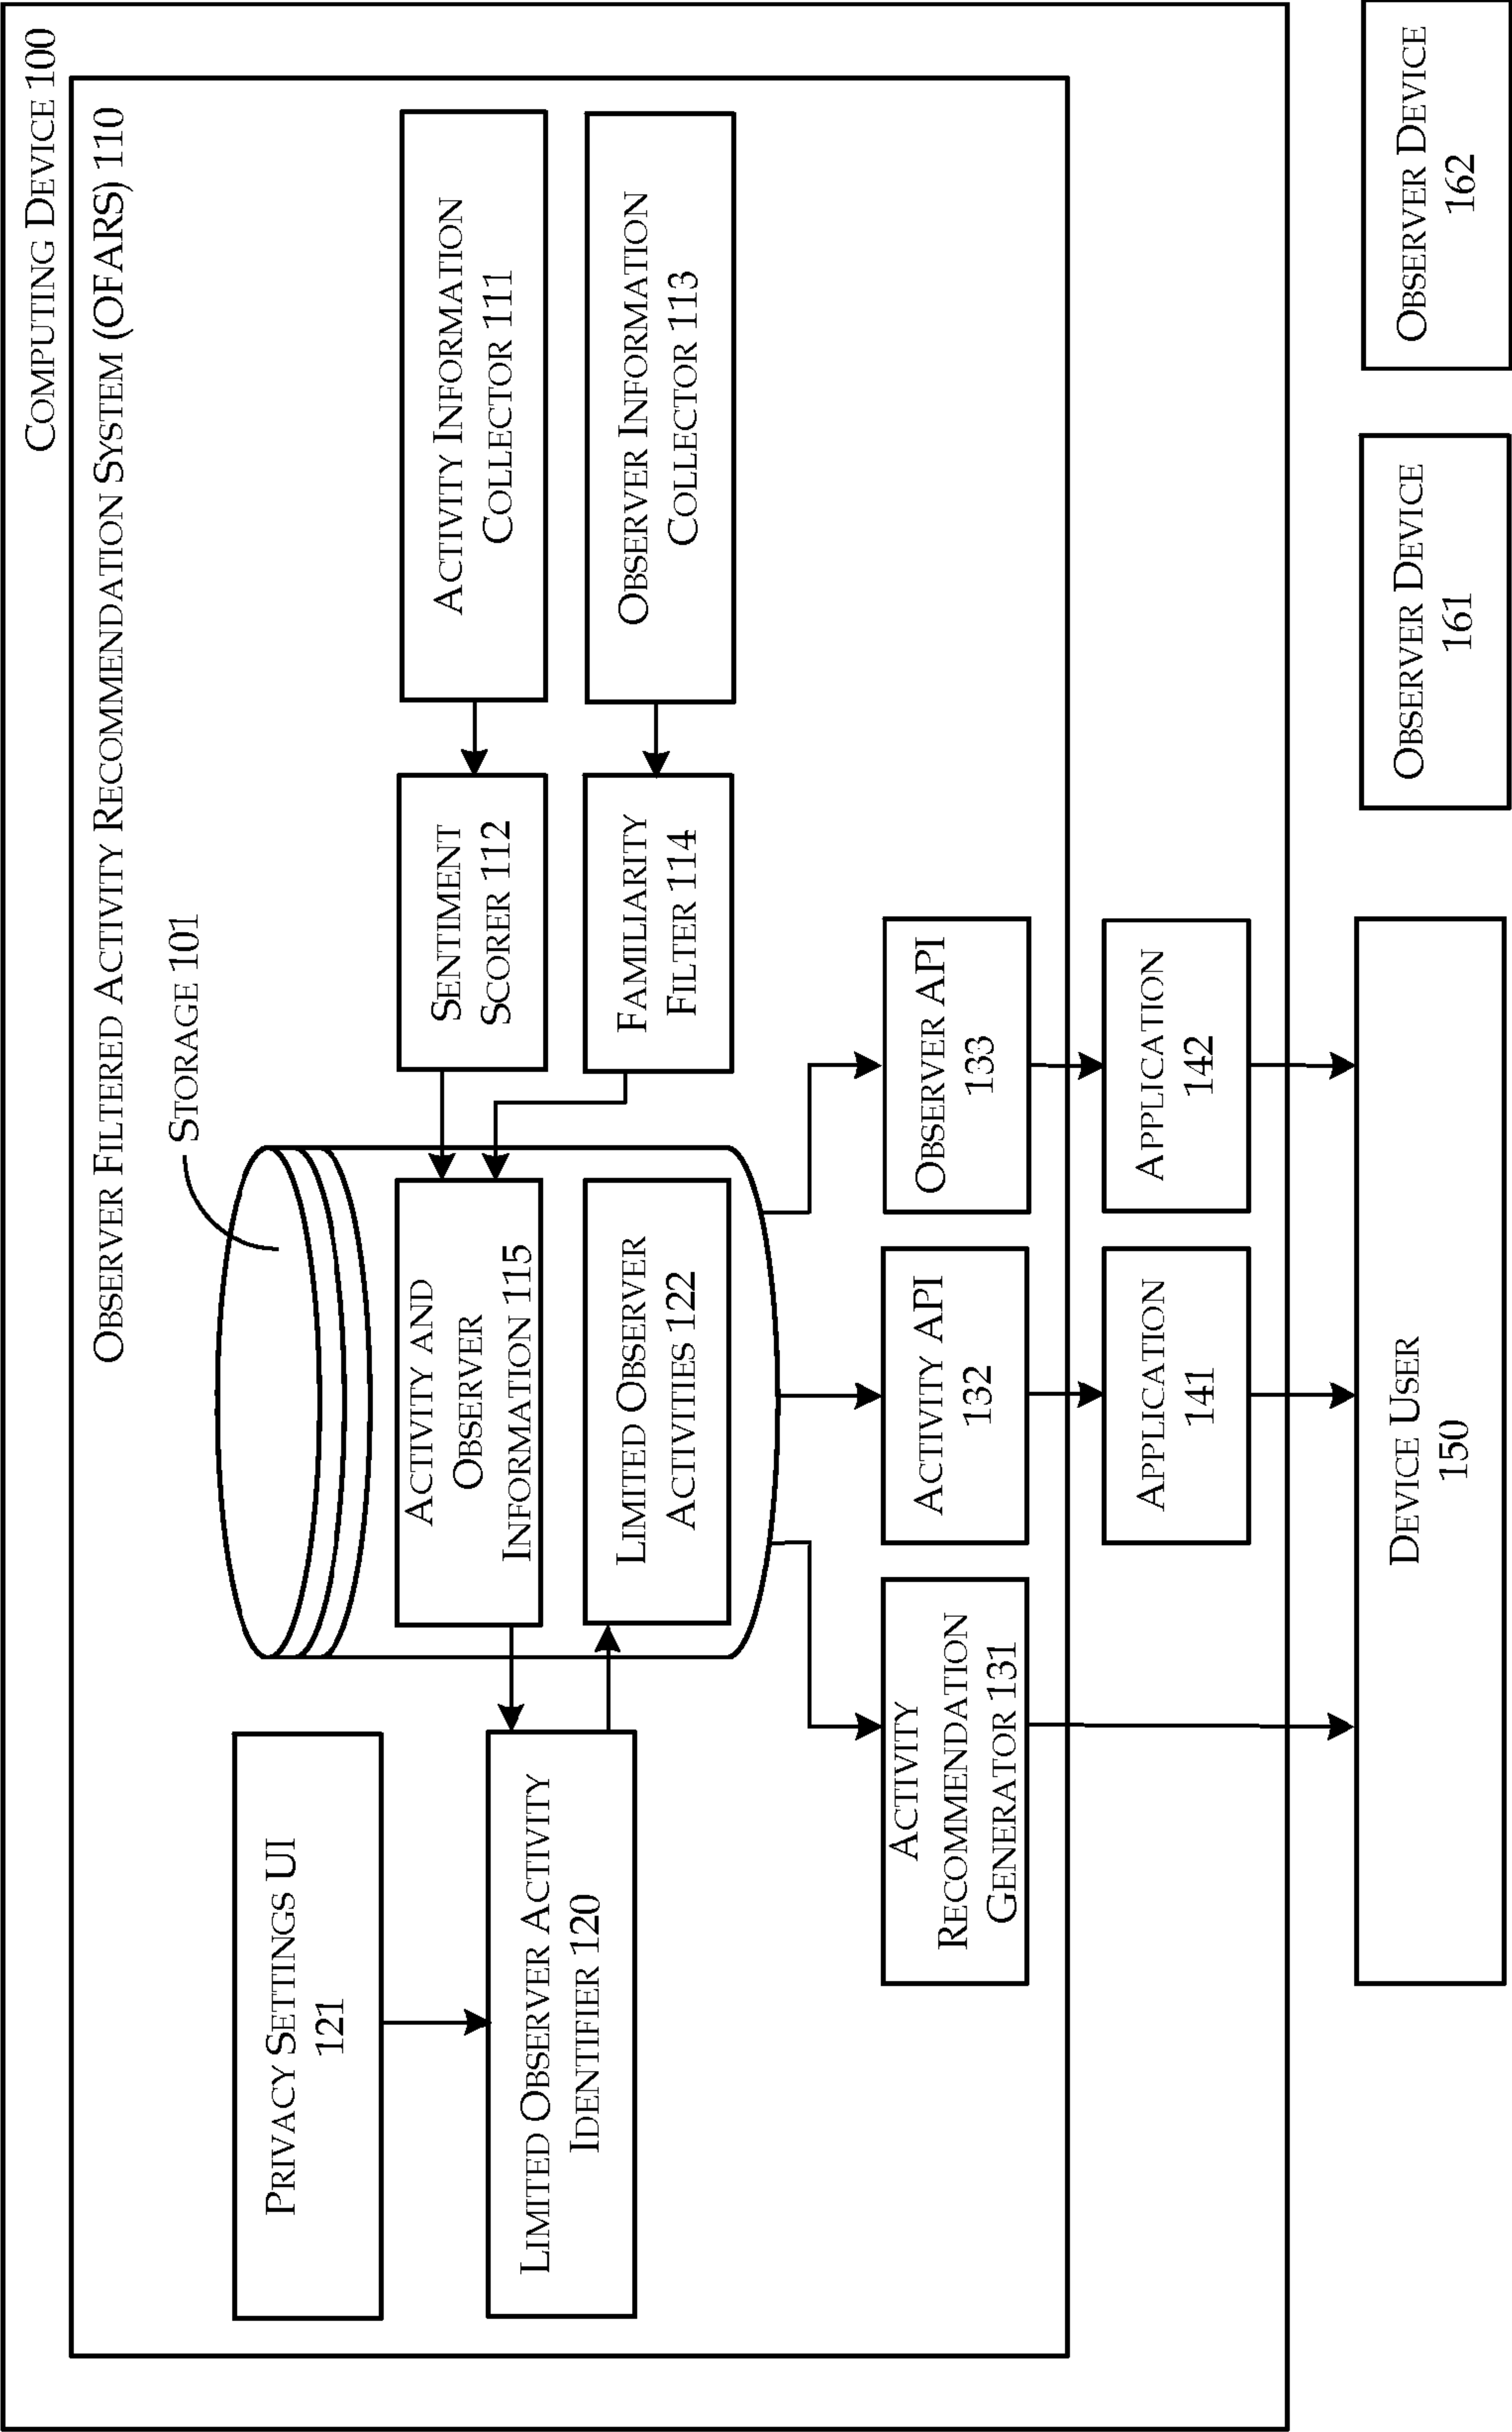 COMPUTING DEVICE 100
OBSERVER FILTERED ACTIVITY RECOMMENDATION SYSTEM (OFARS) 110
STORAGE 101
PRIVACY SETTINGS UI
121
LIMITED OBSERVER ACTIVITY
IDENTIFIER 120
ACTIVITY AND
OBSERVER
INFORMATION 115
LIMITED OBSERVER
ACTIVITIES 122
SENTIMENT
SCORER 112
FAMILIARITY
FILTER 114
ACTIVITY INFORMATION
COLLECTOR 111
OBSERVER INFORMATION
COLLECTOR 113
ACTIVITY
RECOMMENDATION
GENERATOR 131
ACTIVITY API
132
OBSERVER API
133
APPLICATION
141
APPLICATION
142
DEVICE USER
150
OBSERVER DEVICE
161
OBSERVER DEVICE
162